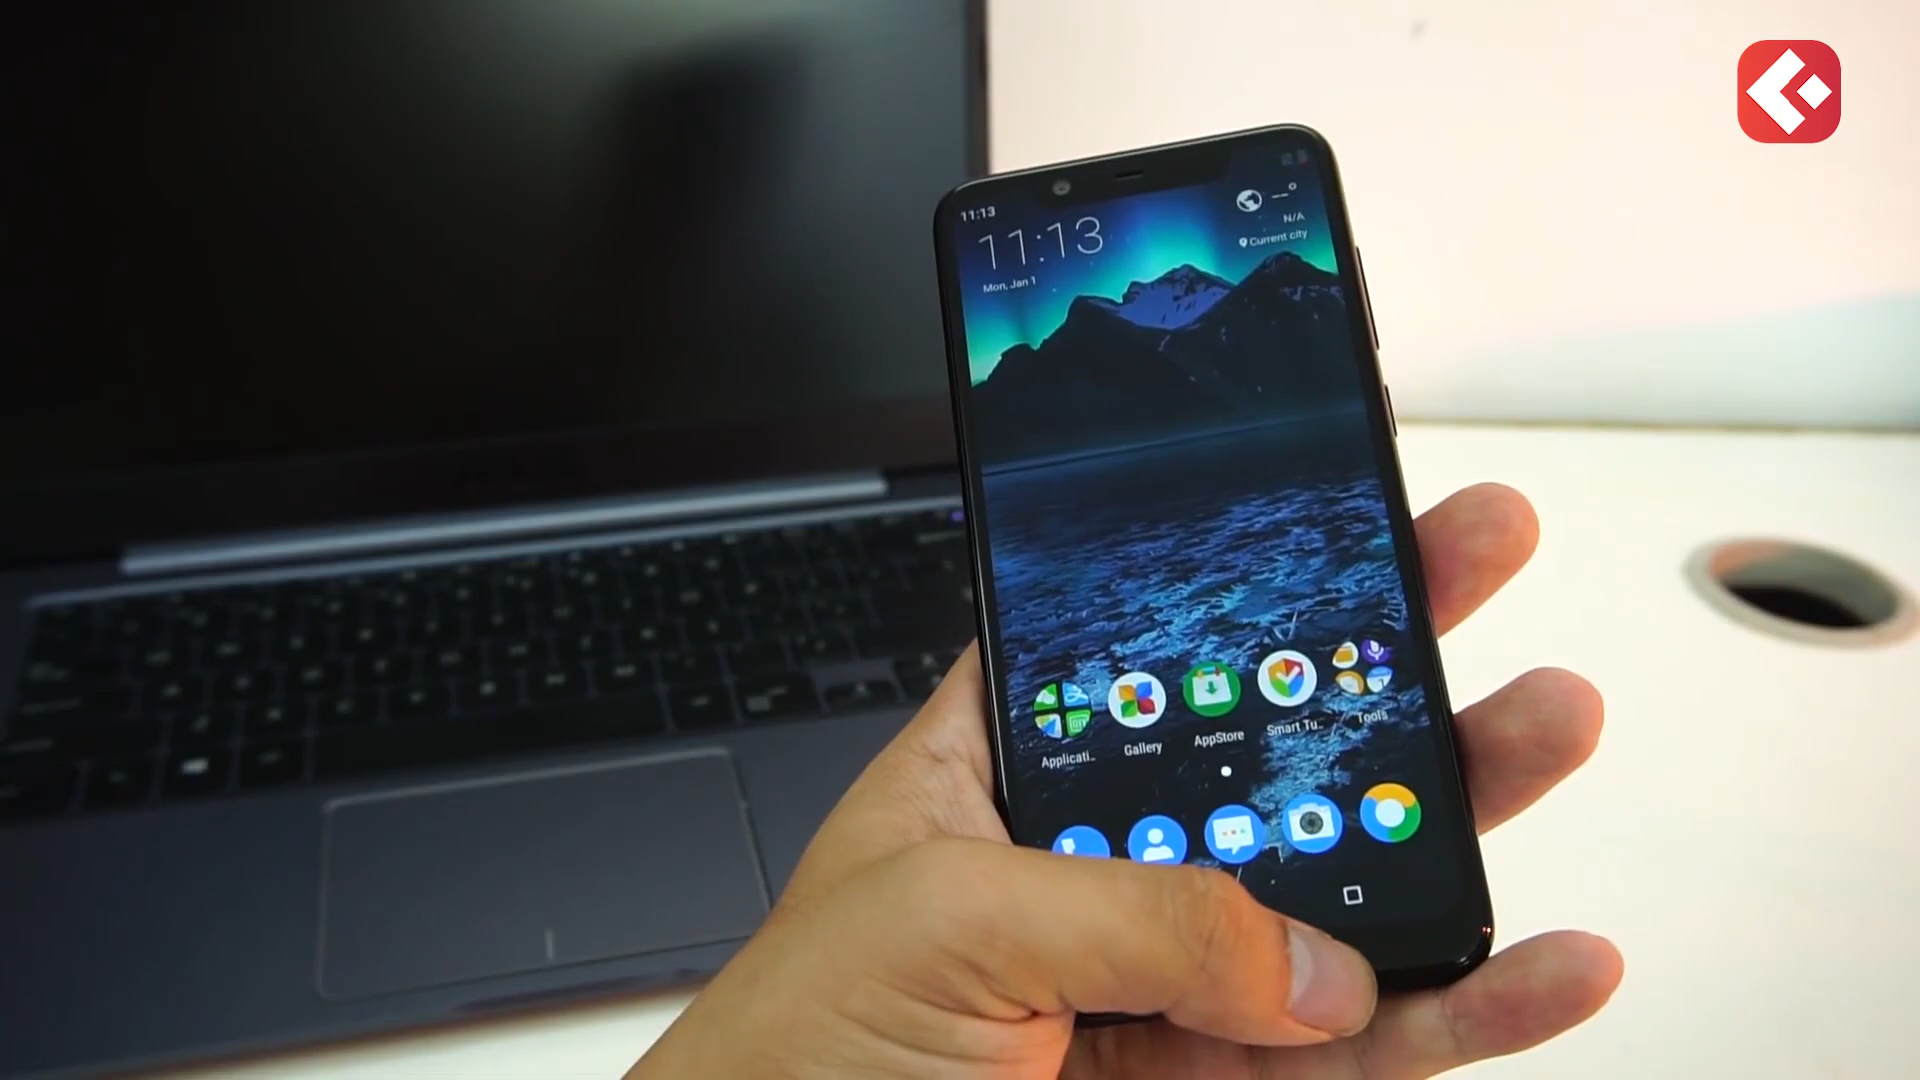 11:13
11:13
Mon, Jan 1
N/A
Current city
Applicati..
Gallery
AppStore
Smart Tu..
Tools